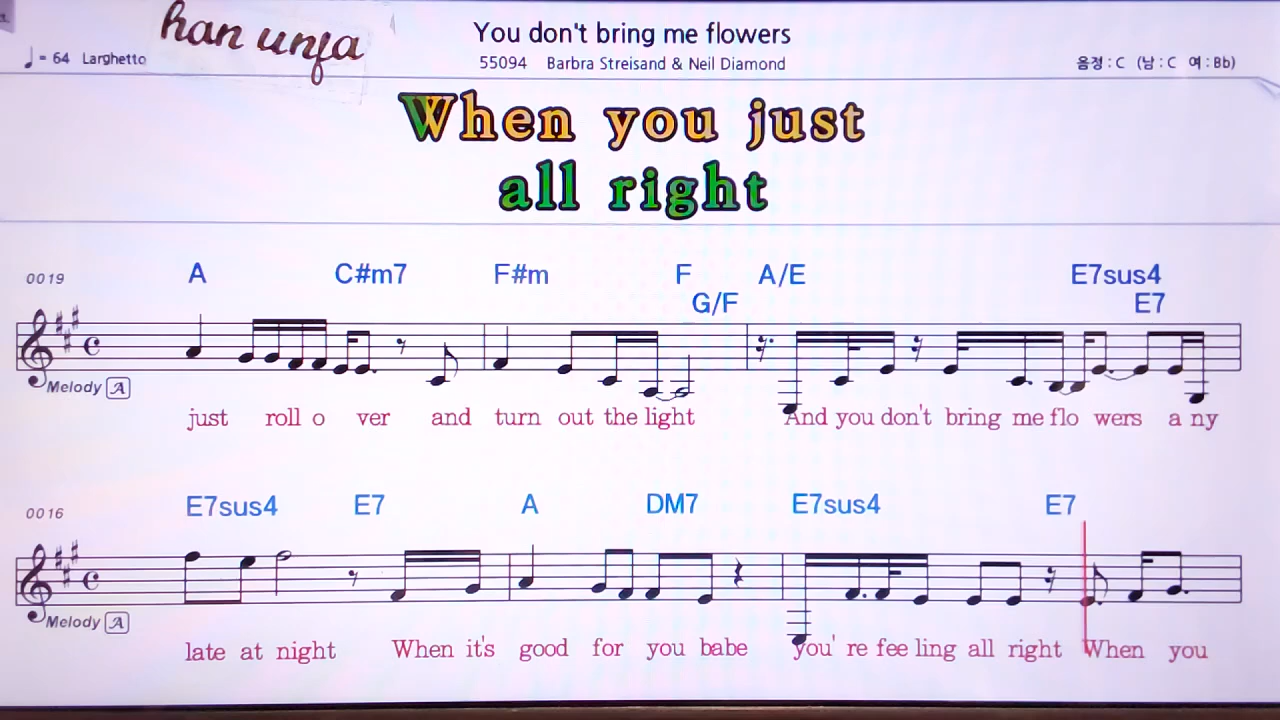 han unfa
You don't bring me flowers
♩ = 64 Larghetto
55094 Barbra Streisand & Neil Diamond
음정 : C (남 : C 여 : Bb)
When you just
all right
0019
A C#m7 F#m F A/E E7sus4
G/F E7
Melody A
just roll o ver and turn out the light And you don't bring me flo wers a ny
0016
E7sus4 E7 A DM7 E7sus4 E7
Melody A
late at night When it's good for you babe you' re fee ling all right When you